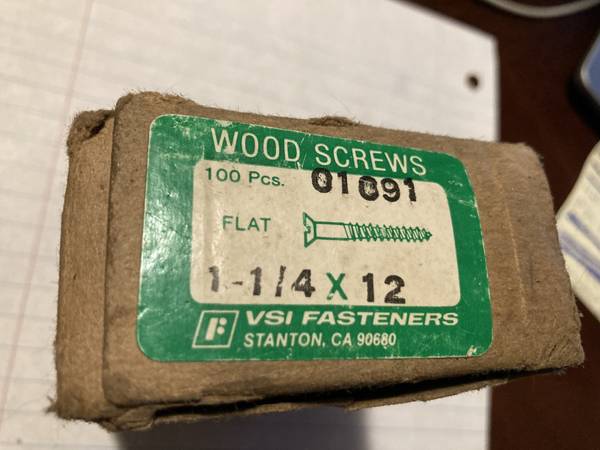 WOOD SCREWS
100 Pcs. 01091
FLAT
1-1/4 X 12
VSI FASTENERS
STANTON, CA 90680